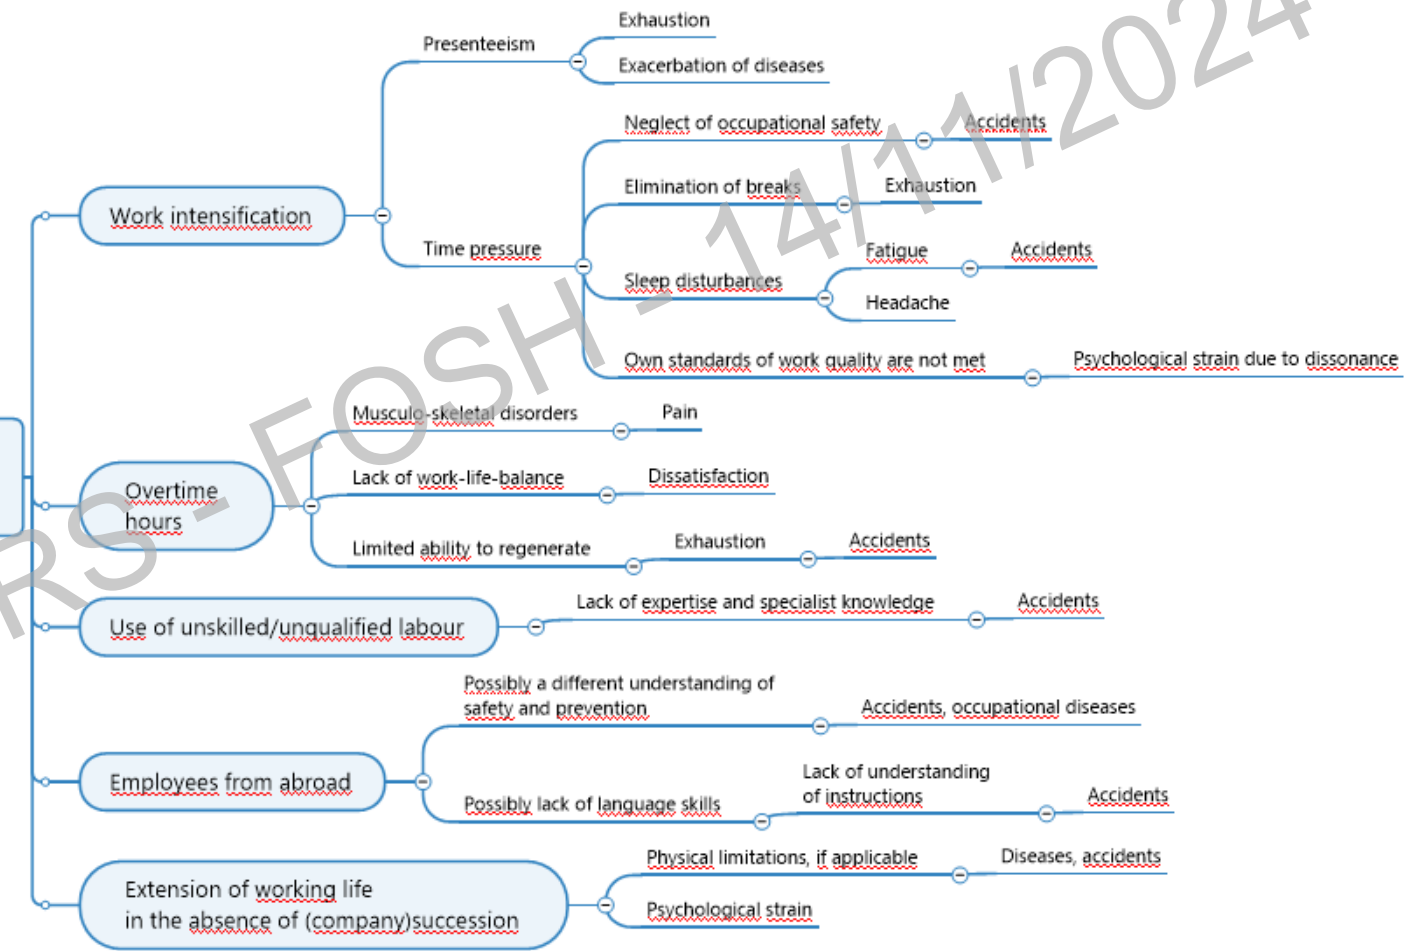 Exhaustion
Presenteeism
Exacerbation of diseases
Neglect of occupational safety
Accidents
Elimination of breaks
Exhaustion
Work intensification
Time pressure
Fatigue
Accidents
Sleep disturbances
Headache
Own standards of work quality are not met
Psychological strain due to dissonance
Musculo-skeletal disorders
Pain
Lack of work-life-balance
Dissatisfaction
Overtime
hours
Limited ability to regenerate
Exhaustion
Accidents
Use of unskilled/unqualified labour
Lack of expertise and specialist knowledge
Accidents
Possibly a different understanding of
safety and prevention
Accidents, occupational diseases
Employees from abroad
Lack of understanding
of instructions
Possibly lack of language skills
Accidents
Physical limitations, if applicable
Diseases, accidents
Extension of working life
in the absence of (company)succession
Psychological strain
RS - FOSH - 14/11/2024